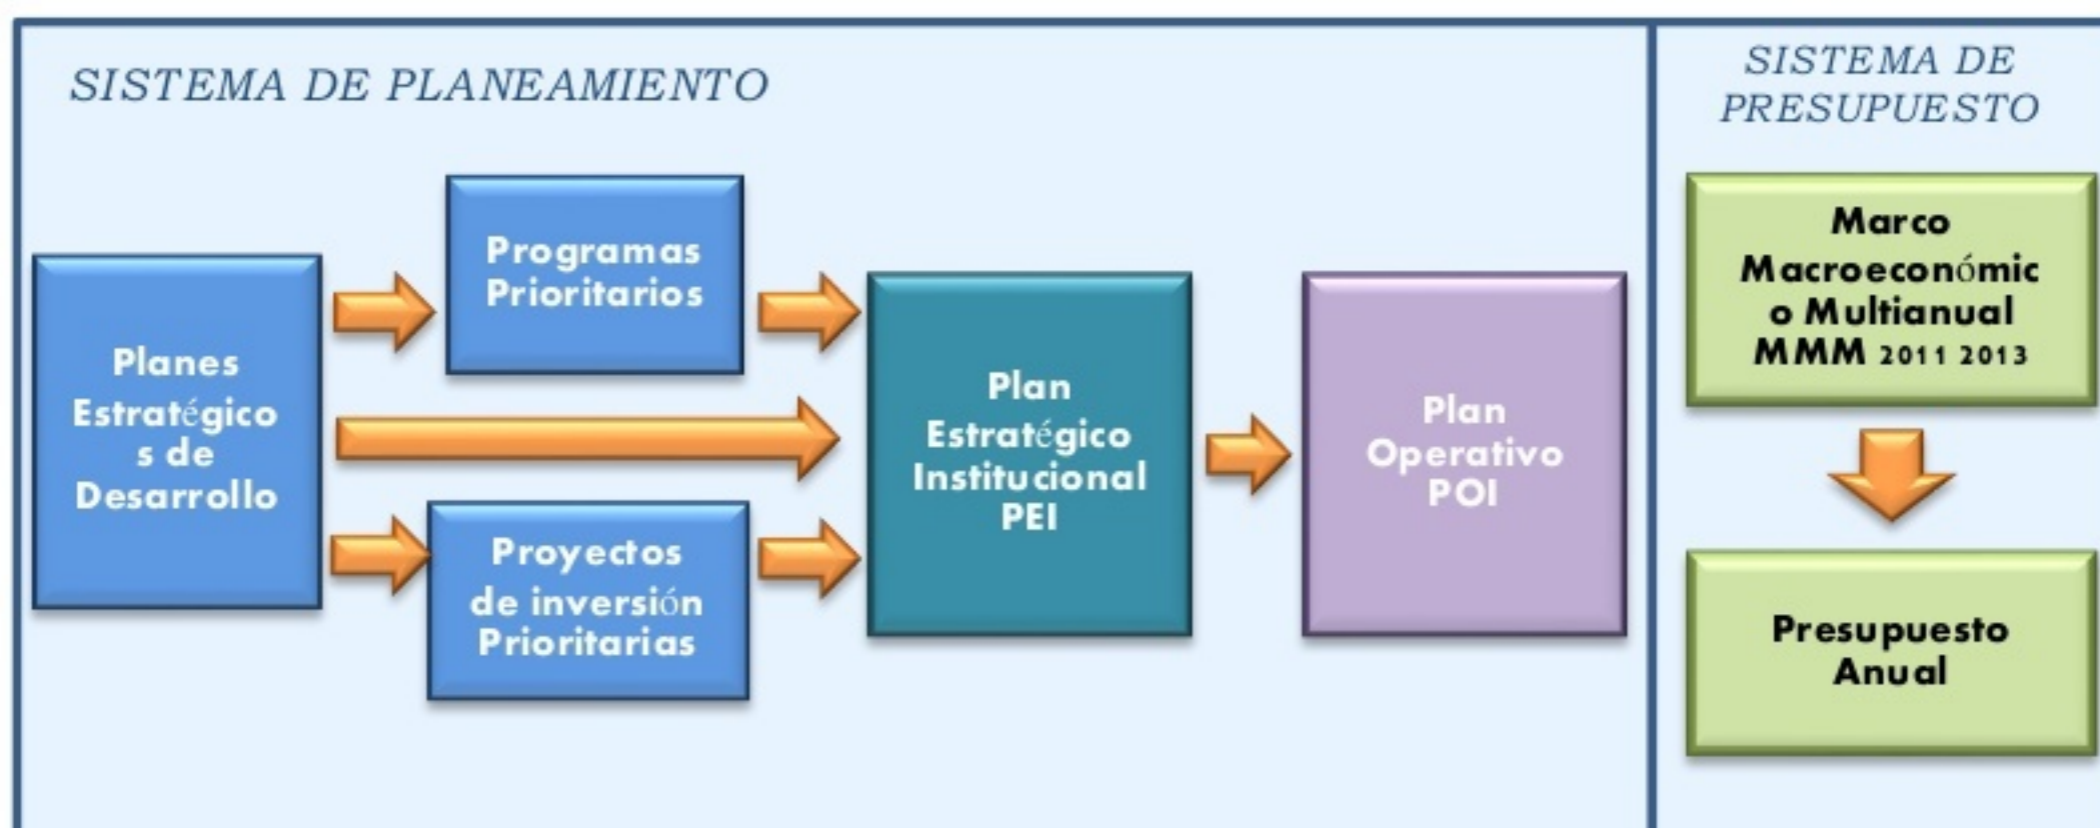 SISTEMA DE PLANEAMIENTO
Planes
Estratégico
s de
Desarrollo
Programas
Prioritarios
Proyectos
de inversión
Prioritarias
Plan
Estratégico
Institucional
PEI
Plan
Operativo
POI
SISTEMA DE
PRESUPUESTO
Marco
Macroeconómic
o Multianual
MMM 2011 2013
Presupuesto
Anual